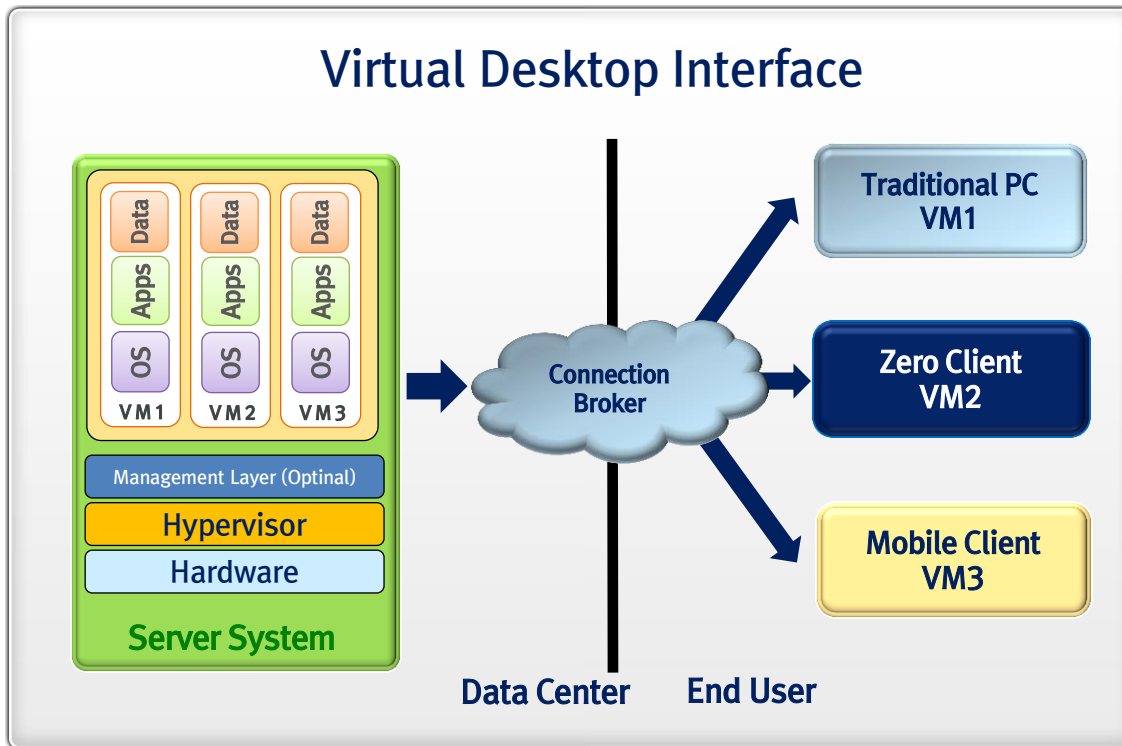 Virtual Desktop Interface
Data
Data
Data
Apps
Apps
Apps
OS
OS
OS
VM1
VM2
VM3
Management Layer (Optinal)
Hypervisor
Hardware
Server System
Connection
Broker
Traditional PC
VM1
Zero Client
VM2
Mobile Client
VM3
Data Center
End User